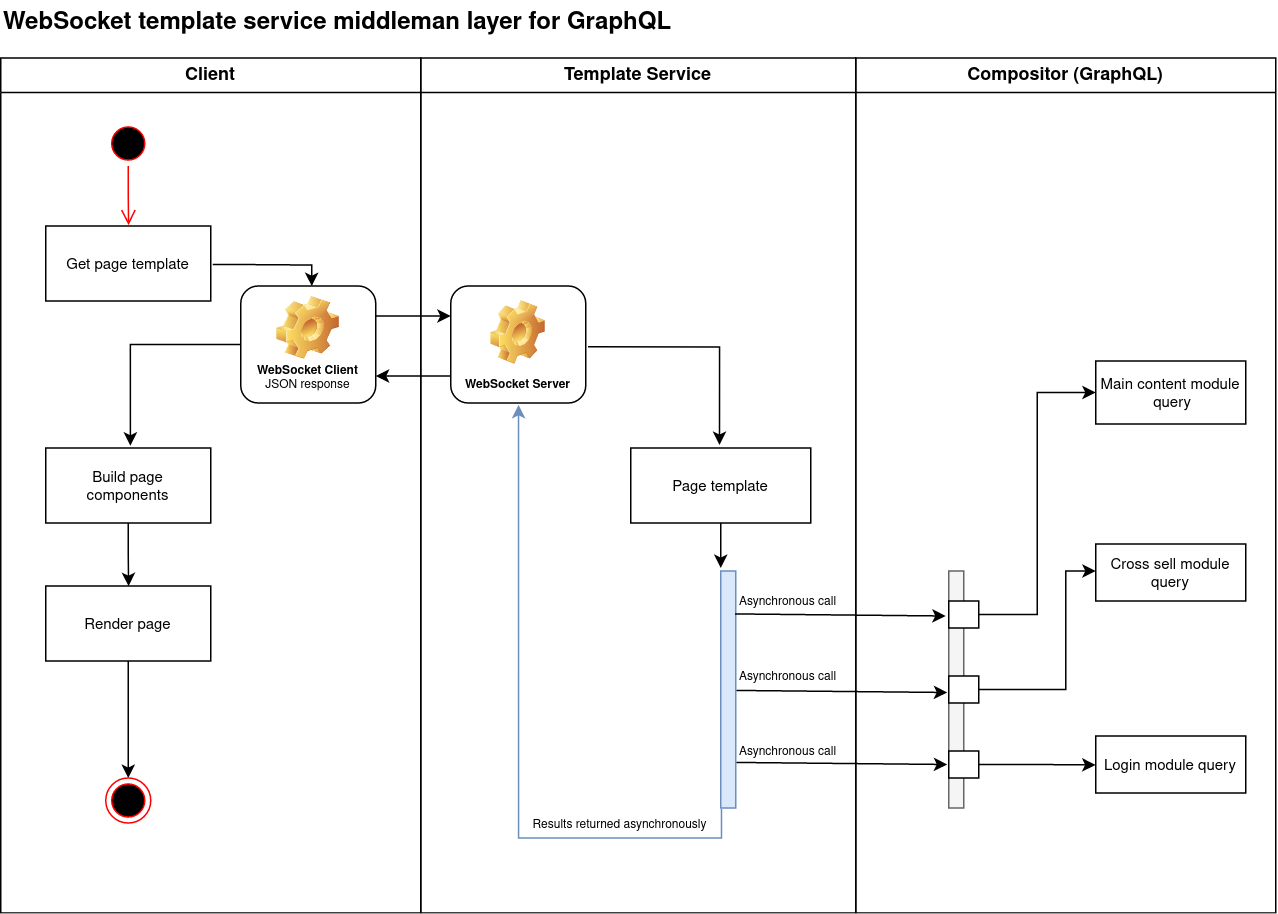 WebSocket template service middleman layer for GraphQL
Client
Template Service
Compositor (GraphQL)
Get page template
WebSocket Client
JSON response
WebSocket Server
Main content module
query
Build page
components
Page template
Cross sell module
query
Asynchronous call
Render page
Asynchronous call
Asynchronous call
Login module query
Results returned asynchronously